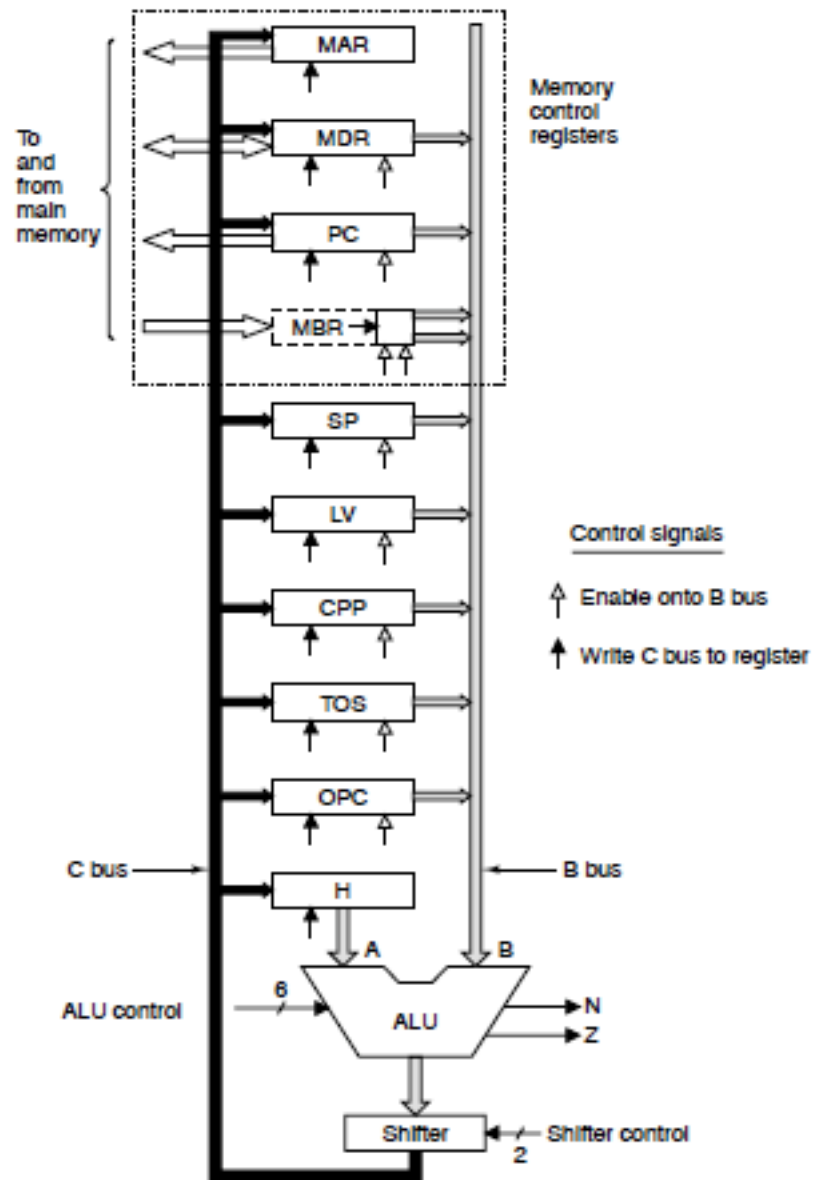 MAR
Memory
control
registers
To
and
from
main
memory
MDR
PC
MBR
SP
LV
Control signals
CPP
Enable onto B bus
Write C bus to register
TOS
OPC
C bus
B bus
H
A
B
6
ALU control
ALU
N
Z
Shifter
Shifter control
2